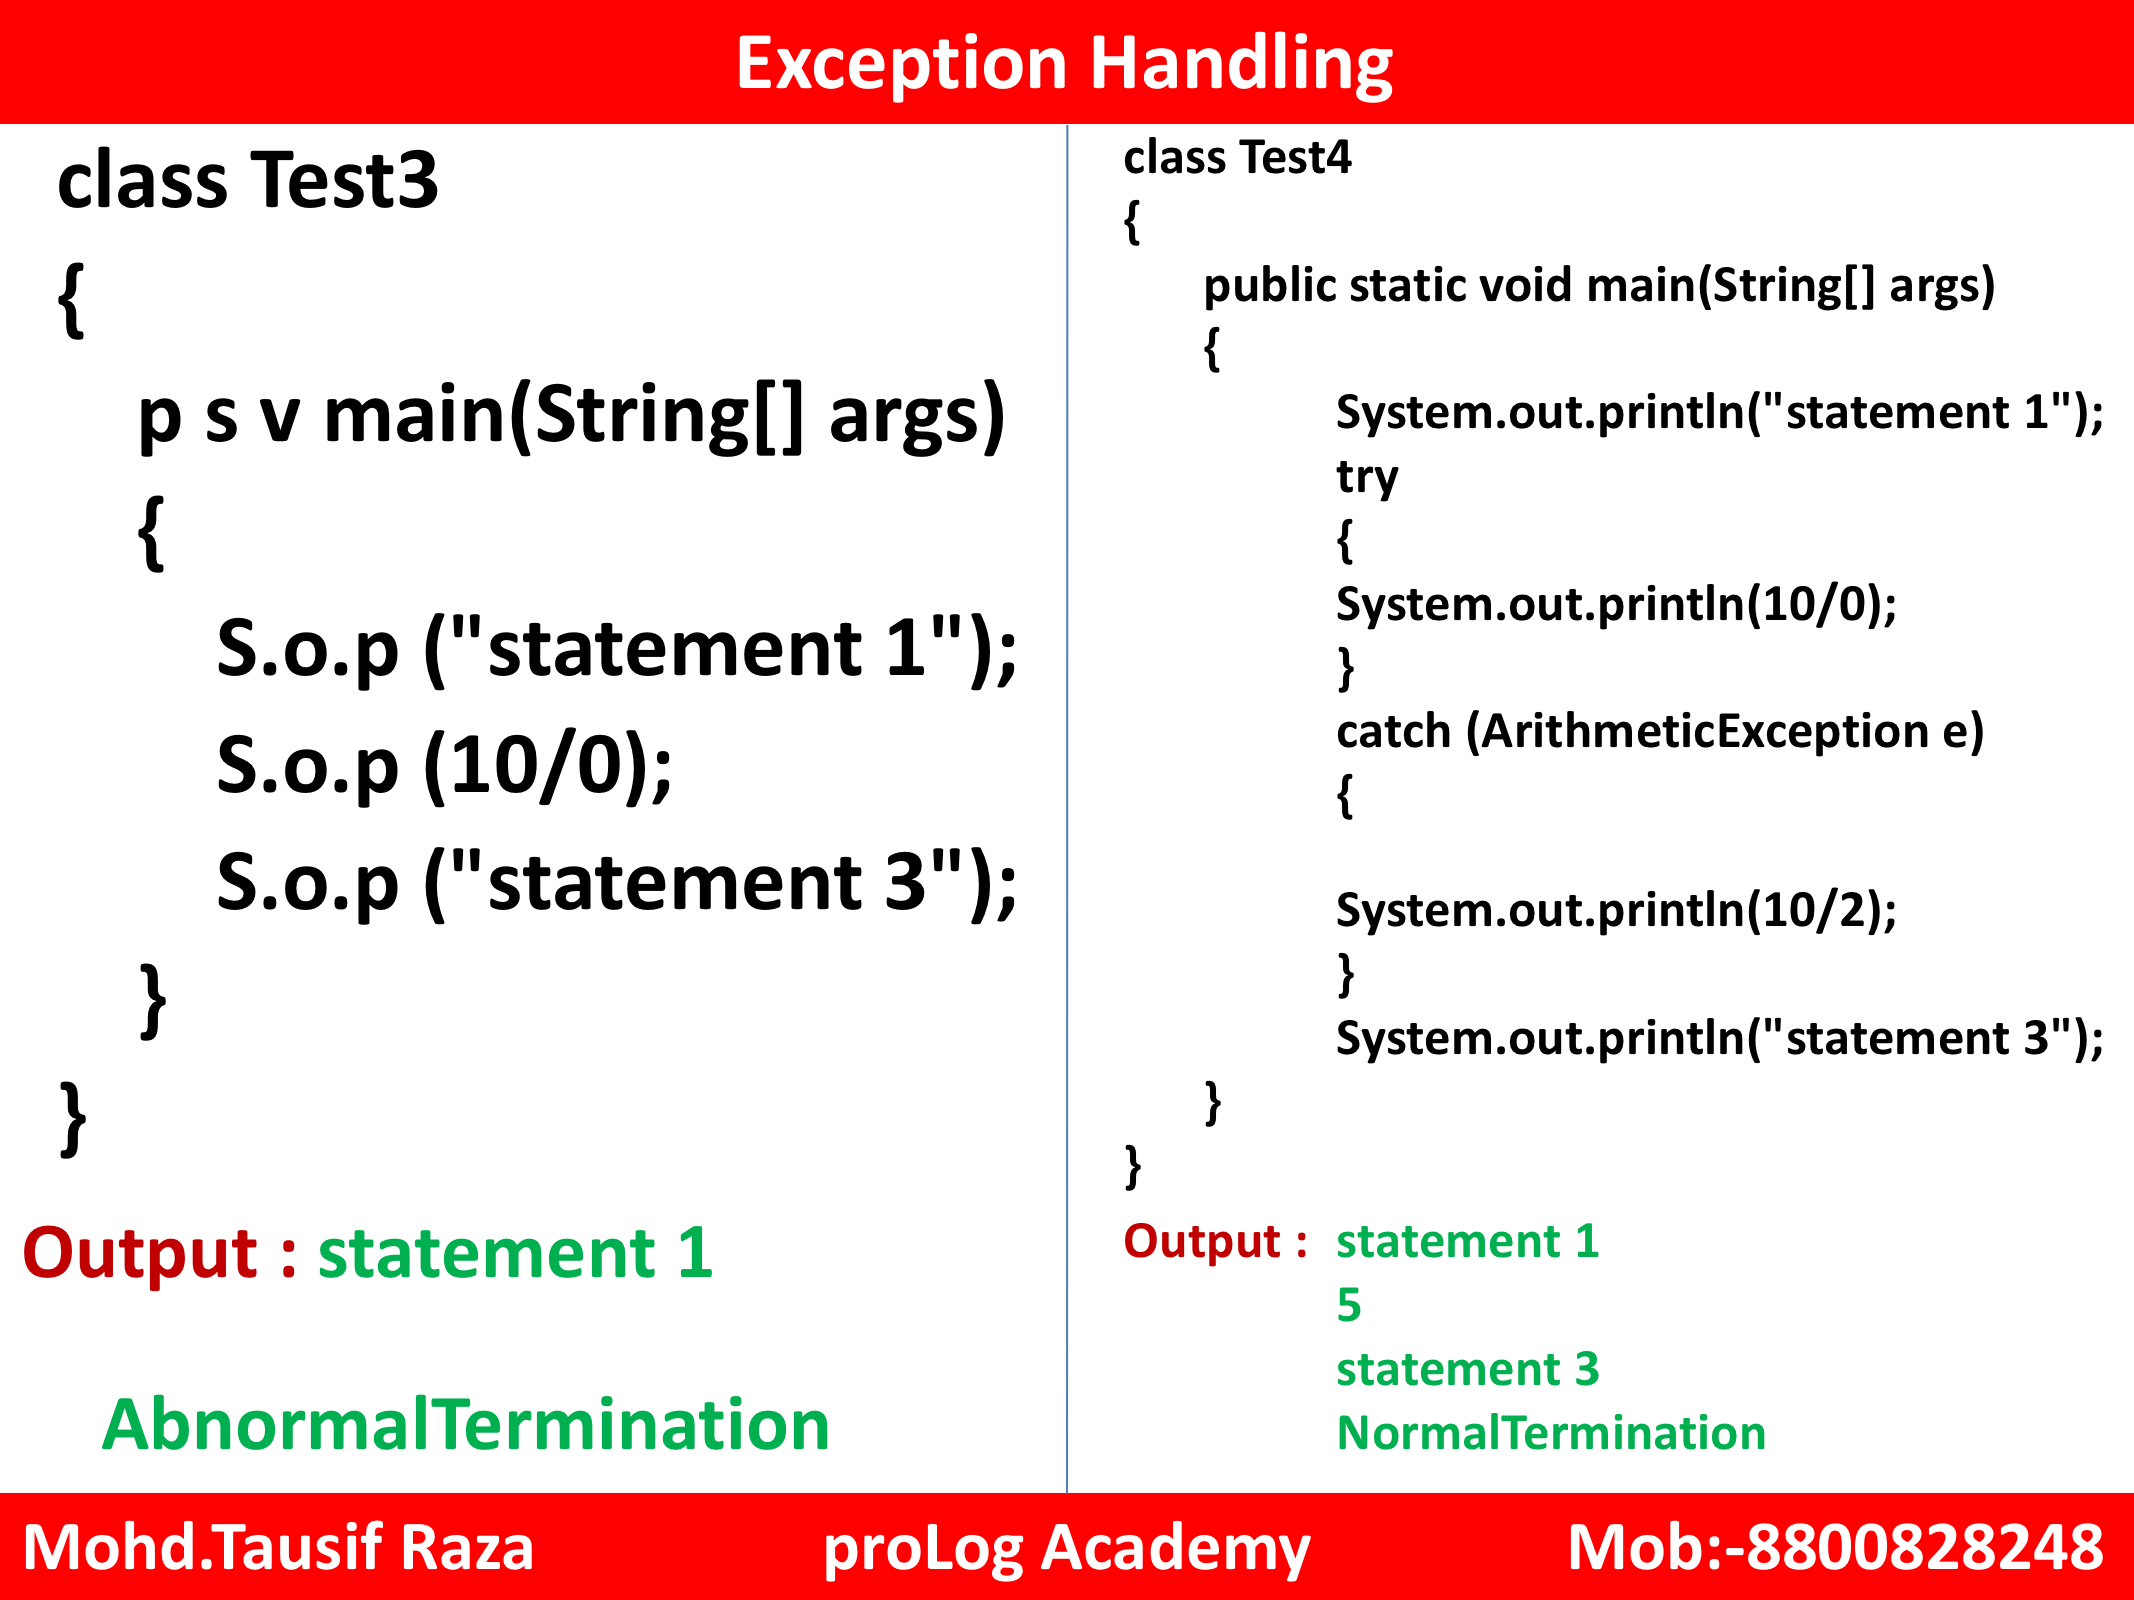 Exception Handling
class Test3
{
p s v main(String[] args)
{
S.o.p ("statement 1");
S.o.p (10/0);
S.o.p ("statement 3");
}
}
Output : statement 1
AbnormalTermination
class Test4
{
public static void main(String[] args)
{
System.out.println("statement 1");
try
{
System.out.println(10/0);
}
catch (ArithmeticException e)
{
System.out.println(10/2);
}
System.out.println("statement 3");
}
}
Output : statement 1
5
statement 3
NormalTermination
Mohd.Tausif Raza proLog Academy Mob:-8800828248